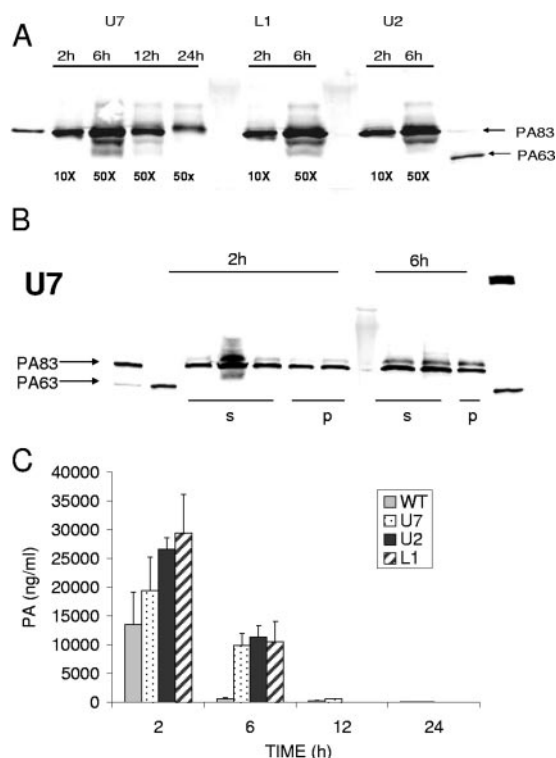 A
U7 L1 U2
2h 6h 12h 24h 2h 6h 2h 6h
PA83
PA63
10X 50X 50X 50x 10X 50X 10X 50X
B
U7
2h 6h
PA83
PA63
s p s p
C
40000
35000
30000
25000
20000
15000
10000
5000
0
PA (ng/ml)
WT
U7
U2
L1
2 6 12 24
TIME (h)